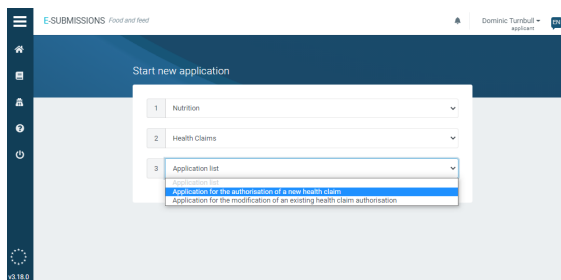 E-SUBMISSIONS Food and feed
Dominic Turnbull
applicant
EN
Start new application
1 Nutrition
2 Health Claims
3 Application list
Application list
Application for the authorisation of a new health claim
Application for the modification of an existing health claim authorisation
v3.18.0